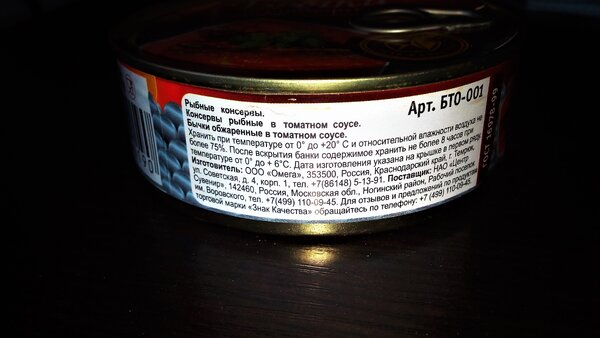 Арт. БТО-001
Рыбные консервы.
Консервы рыбные в томатном соусе.
Бычки обжаренные в томатном соусе.
Хранить при температуре от 0° до +20° С и относительной влажности воздуха не
более 75%. После вскрытия банки содержимое хранить не более 8 часов при
температуре от 0° до + 6°С. Дата изготовления указана на крышке в первом ряду.
Изготовитель: ООО «Омега», 353500, Россия, Краснодарский край, г. Темрюк,
ул. Советская, д. 4, корп. 1, тел. +7(86148) 5-13-91. Поставщик: НАО «Центр
Сувенир», 142460, Россия, Московская обл., Ногинский район, Рабочий поселок
им. Воровского, тел. +7(499) 110-09-45. Для отзывов и предложений по продуктам
торговой марки «Знак Качества» обращайтесь по телефону: +7 (499) 110-09-45.
ГОСТ 16978-99